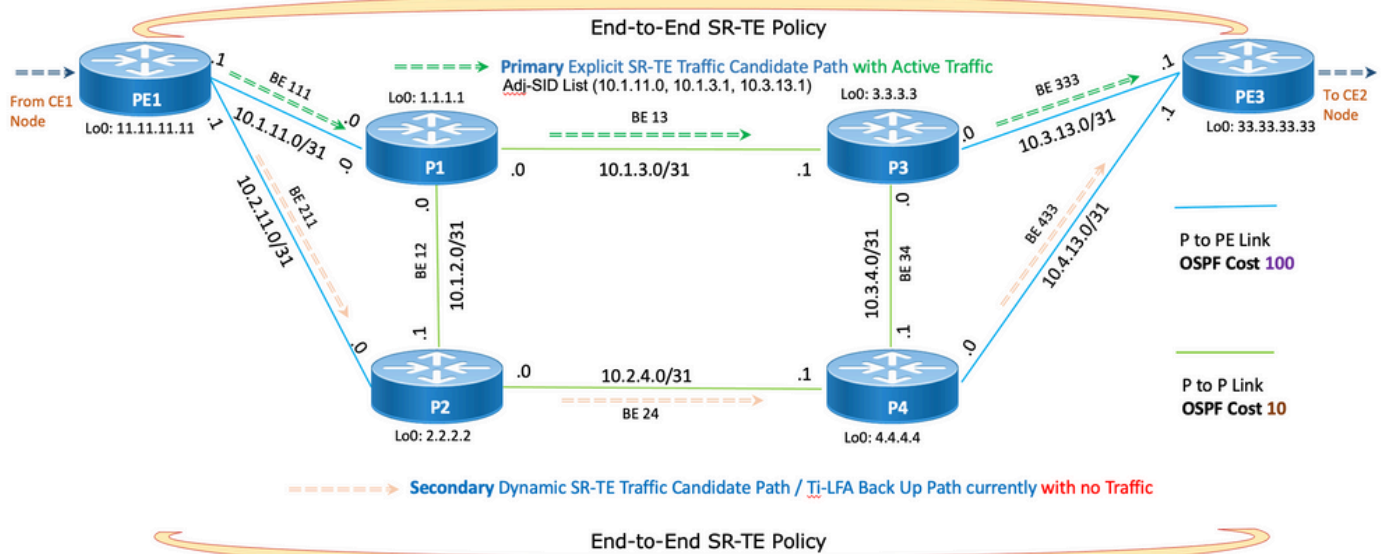 End-to-End SR-TE Policy
Primary Explicit SR-TE Traffic Candidate Path with Active Traffic
Adj-SID List (10.1.11.0, 10.1.3.1, 10.3.13.1)
From CE1
Node
PE1
Lo0: 11.11.11.11
.1
.1
BE 111
10.1.11.0/31
.0
.0
BE 211
10.2.11.0/31
.0
Lo0: 1.1.1.1
P1
.0
BE 13
10.1.3.0/31
.1
Lo0: 3.3.3.3
P3
.0
BE 333
10.3.13.0/31
.1
.1
PE3
To CE2
Node
Lo0: 33.33.33.33
.0
BE 12
10.1.2.0/31
.1
.0
10.3.4.0/31
BE 34
.1
BE 433
10.4.13.0/31
.0
P to PE Link
OSPF Cost 100
P2
Lo0: 2.2.2.2
.0
10.2.4.0/31
.1
BE 24
P4
Lo0: 4.4.4.4
P to P Link
OSPF Cost 10
Secondary Dynamic SR-TE Traffic Candidate Path / Ti-LFA Back Up Path currently with no Traffic
End-to-End SR-TE Policy